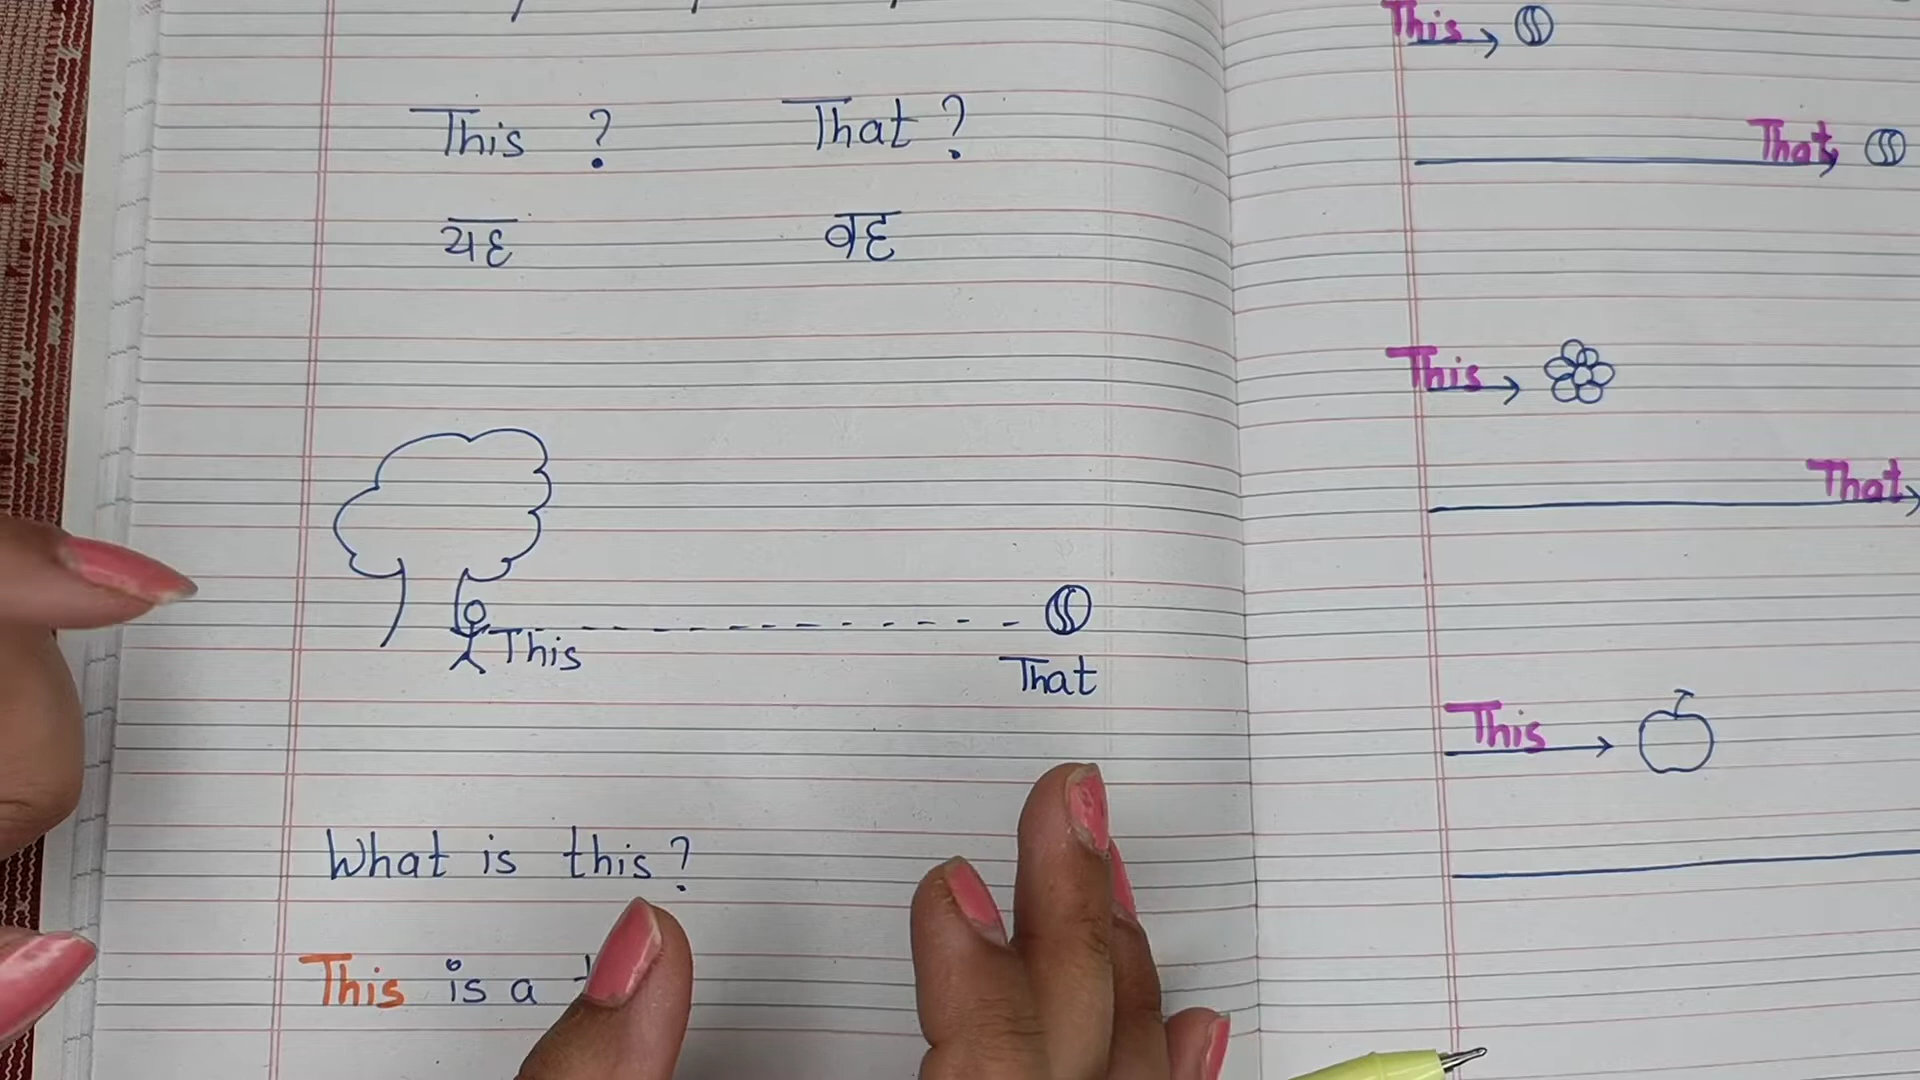 This ? That ?
यह वह
This
That
What is this?
This is a
This
That
This
That
This